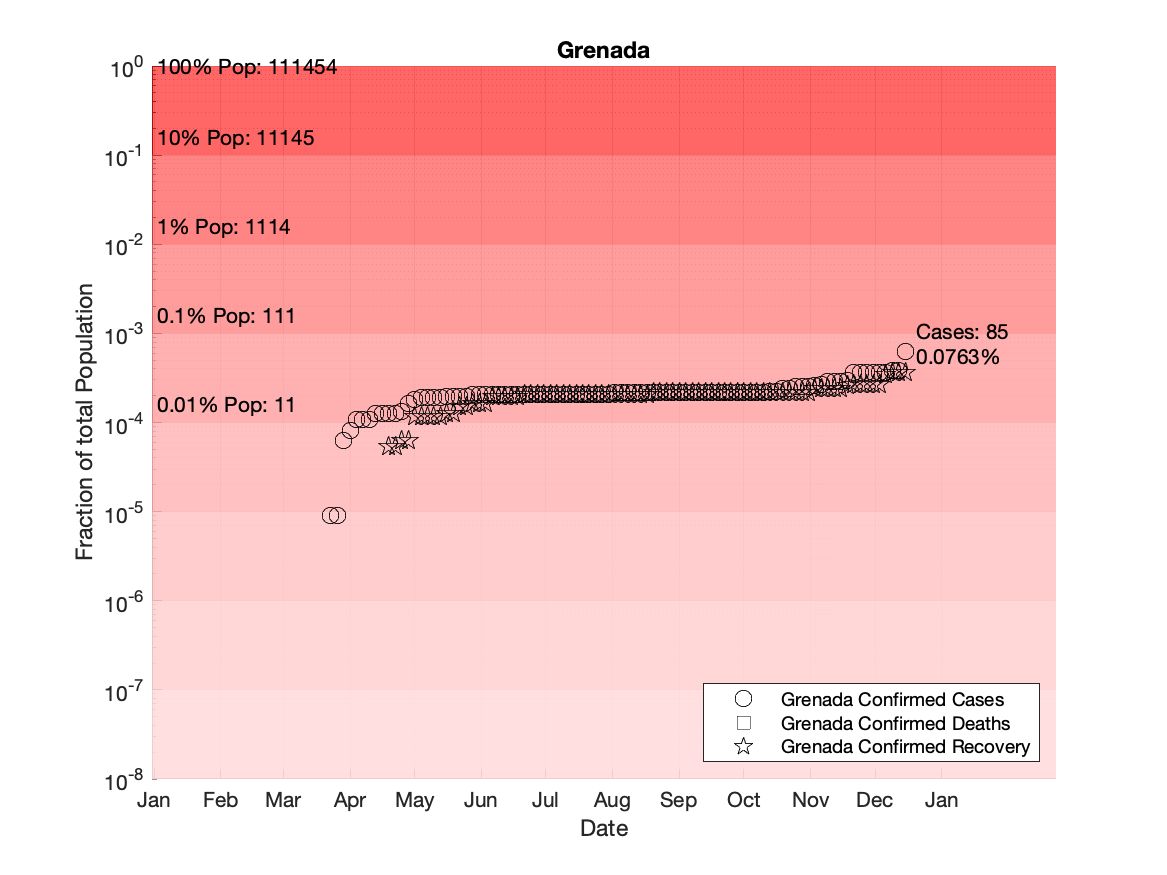 Grenada
10^0
100% Pop: 111454
10% Pop: 11145
10^-1
1% Pop: 1114
10^-2
0.1% Pop: 111
10^-3
Cases: 85
0.0763%
0.01% Pop: 11
10^-4
10^-5
10^-6
10^-7
10^-8
Fraction of total Population
Grenada Confirmed Cases
Grenada Confirmed Deaths
Grenada Confirmed Recovery
Jan Feb Mar Apr May Jun Jul Aug Sep Oct Nov Dec Jan
Date